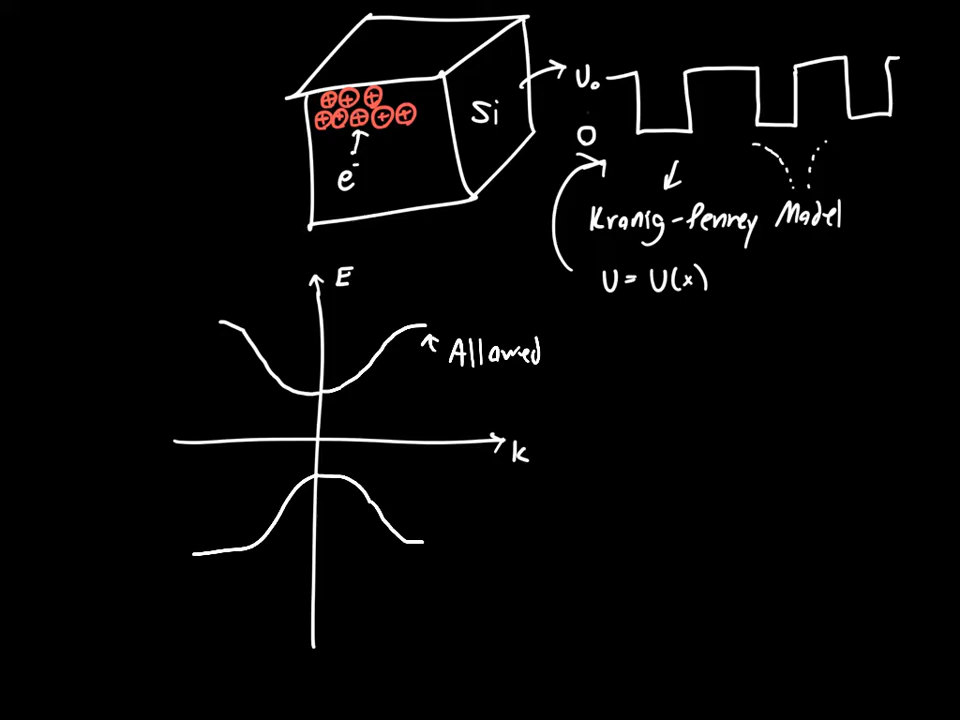 Si
e⁻
U₀
0
Kranig-Penney Model
U = U(x)
E
Allowed
K